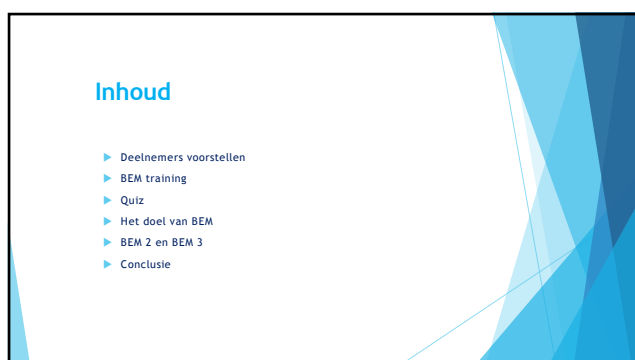 Inhoud
Deelnemers voorstellen
BEM training
Quiz
Het doel van BEM
BEM 2 en BEM 3
Conclusie